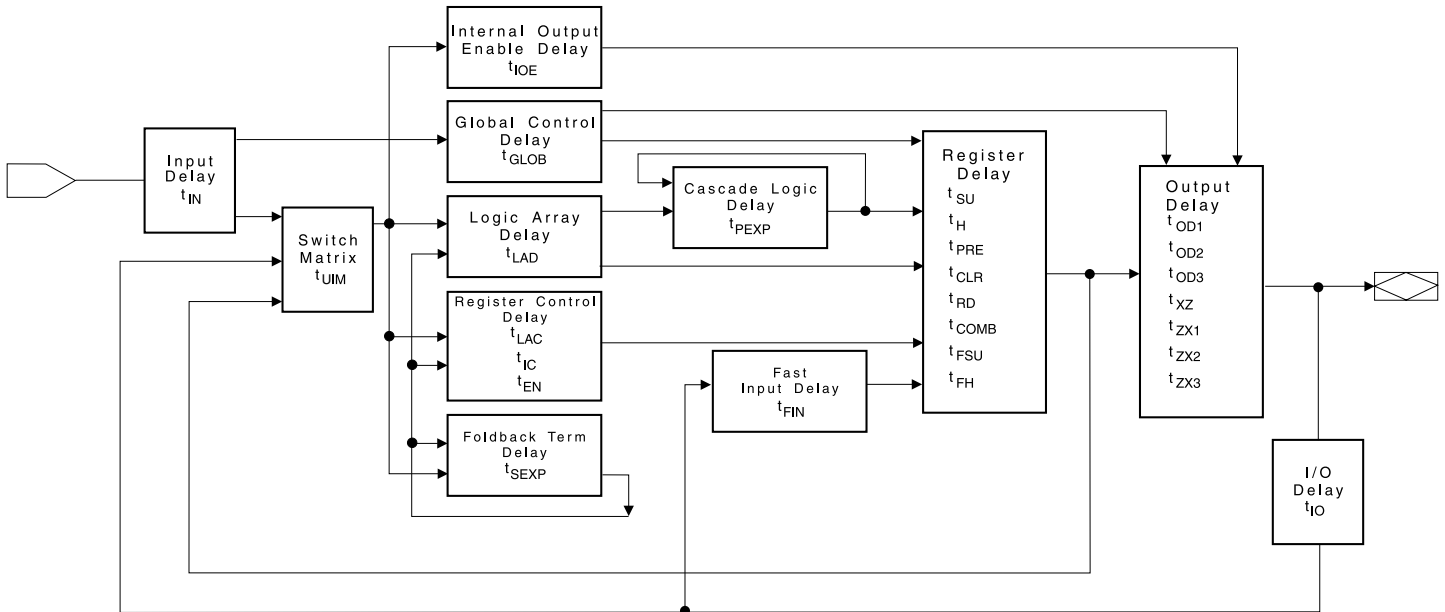 Internal Output
Enable Delay
tIOE
Global Control
Delay
tGLOB
Input
Delay
tIN
Switch
Matrix
tUIM
Logic Array
Delay
tLAD
Cascade Logic
Delay
tPEXP
Register Control
Delay
tLAC
tIC
tEN
Fast
Input Delay
tFIN
Foldback Term
Delay
tSEXP
Register
Delay
tSU
tH
tPRE
tCLR
tRD
tCOMB
tFSU
tFH
Output
Delay
tOD1
tOD2
tOD3
tXZ
tZX1
tZX2
tZX3
I/O
Delay
tIO